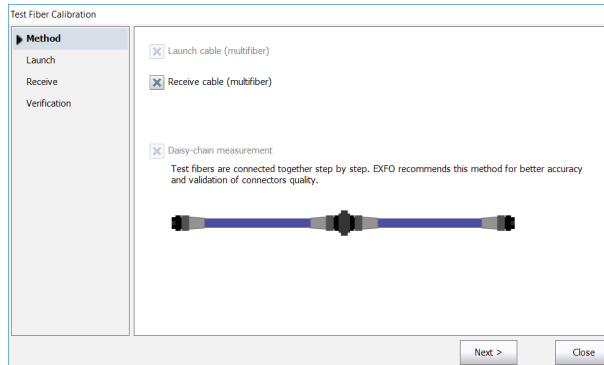 Test Fiber Calibration
Method
Launch
Receive
Verification
Launch cable (multifiber)
Receive cable (multifiber)
Daisy-chain measurement
Test fibers are connected together step by step. EXFO recommends this method for better accuracy
and validation of connectors quality.
Next >
Close